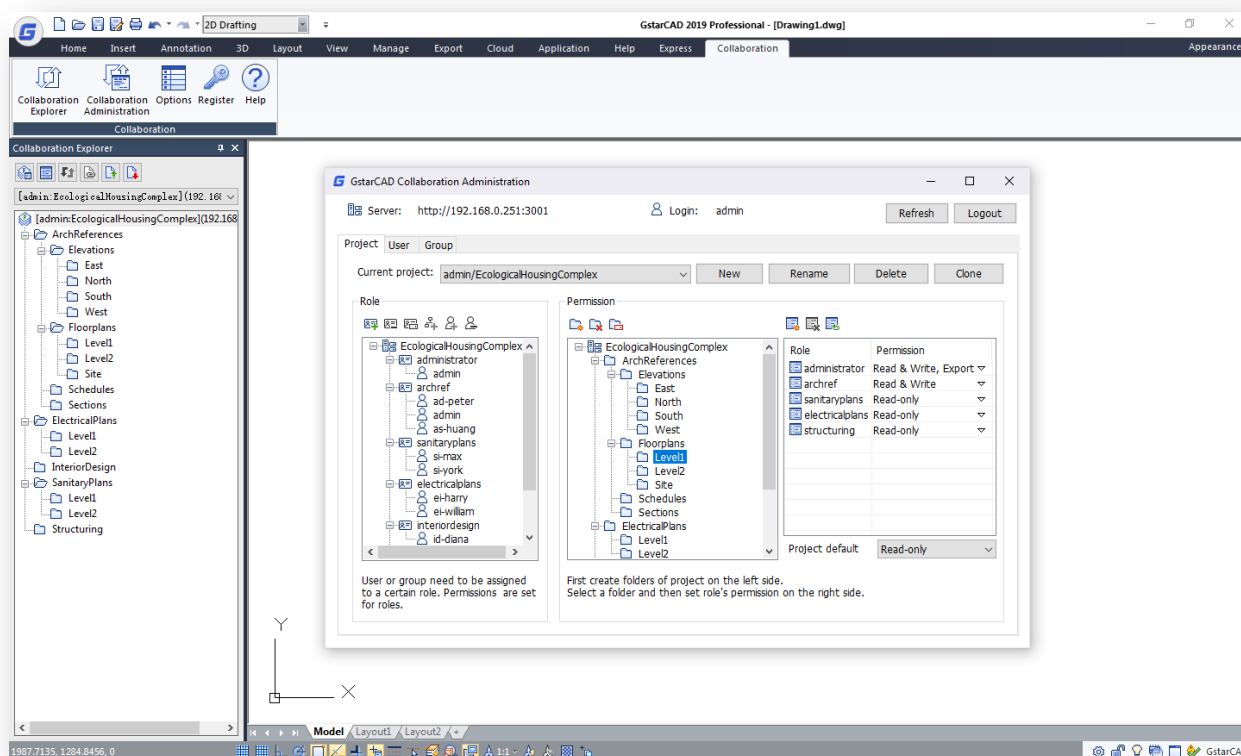 2D Drafting
GstarCAD 2019 Professional - [Drawing1.dwg]
Home Insert Annotation 3D Layout View Manage Export Cloud Application Help Express Collaboration Appearance
Collaboration Explorer
Collaboration Administration
Options
Register
Help
Collaboration
Collaboration Explorer
[admin:EcologicalHousingComplex](192.16
[admin:EcologicalHousingComplex](192.168
ArchReferences
Elevations
East
North
South
West
Floorplans
Level1
Level2
Site
Schedules
Sections
ElectricalPlans
Level1
Level2
InteriorDesign
SanitaryPlans
Level1
Level2
Structuring
GstarCAD Collaboration Administration
Server: http://192.168.0.251:3001 Login: admin Refresh Logout
Project User Group
Current project: admin/EcologicalHousingComplex New Rename Delete Clone
Role
EcologicalHousingComplex
administrator
admin
archref
ad-peter
admin
as-huang
sanitaryplans
si-max
si-york
electricalplans
ei-harry
ei-william
interiordesign
id-diana
User or group need to be assigned
to a certain role. Permissions are set
for roles.
Permission
EcologicalHousingComplex
ArchReferences
Elevations
East
North
South
West
Floorplans
Level1
Level2
Site
Schedules
Sections
ElectricalPlans
Level1
Level2
Role Permission
administrator Read & Write, Export
archref Read & Write
sanitaryplans Read-only
electricalplans Read-only
structuring Read-only
Project default Read-only
First create folders of project on the left side.
Select a folder and then set role's permission on the right side.
Y
X
Model Layout1 Layout2 +
1987.7135, 1284.8456, 0 1:1 GstarCA